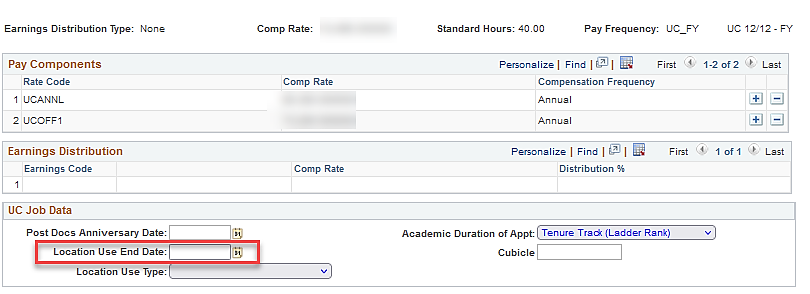 Earnings Distribution Type: None Comp Rate: Standard Hours: 40.00 Pay Frequency: UC_FY UC 12/12 - FY
Pay Components Personalize | Find | | First 1-2 of 2 Last
Rate Code Comp Rate Compensation Frequency
1 UCANNL Annual
2 UCOFF1 Annual
Earnings Distribution Personalize | Find | | First 1 of 1 Last
Earnings Code Comp Rate Distribution %
1
UC Job Data
Post Docs Anniversary Date: 31 Academic Duration of Appt: Tenure Track (Ladder Rank)
Location Use End Date: 31 Cubicle
Location Use Type: